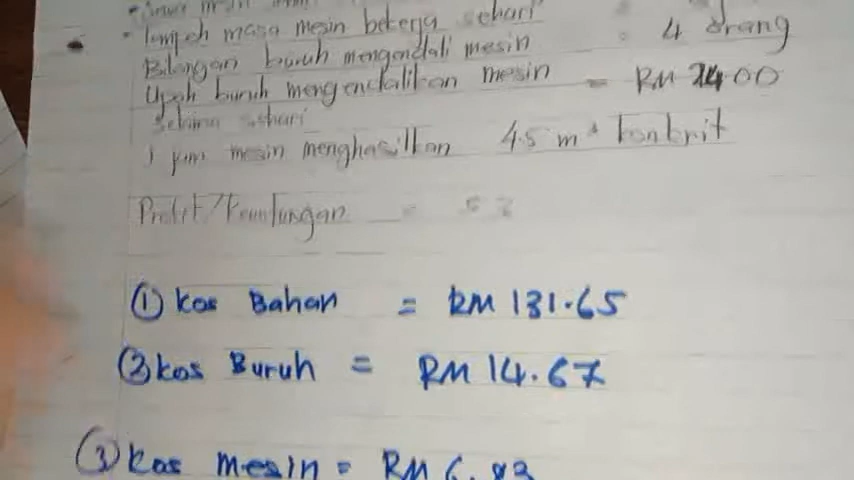 Tempoh masa mesin bekerja sehari
Bilangan buruh mengendali mesin = 4 orang
Upah buruh mengendalikan mesin = RM 2400
sehari
1 jam mesin menghasilkan 4.5 m³ konkrit
Profit/Keuntungan =
① Kos Bahan = RM 131.65
② Kos Buruh = RM 14.67
③ Kos mesin = RM